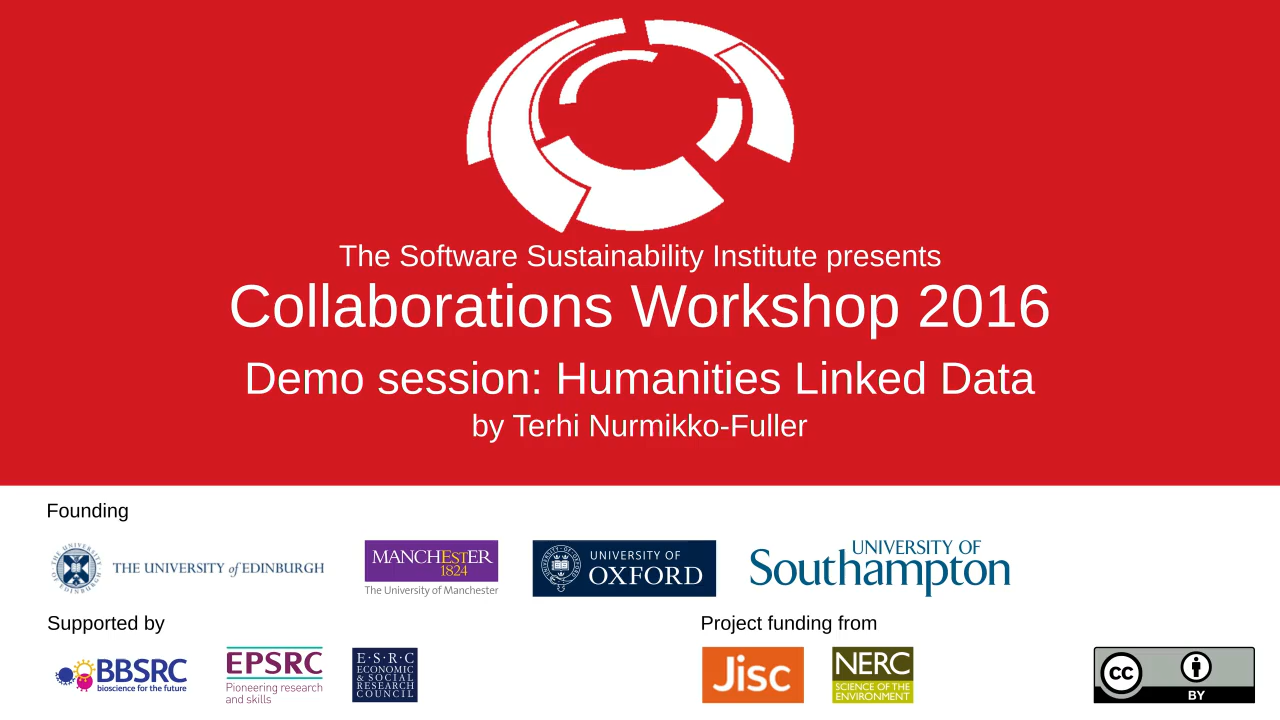 The Software Sustainability Institute presents
Collaborations Workshop 2016
Demo session: Humanities Linked Data
by Terhi Nurmikko-Fuller
Founding
THE UNIVERSITY of EDINBURGH
MANCHESTER
1824
The University of Manchester
UNIVERSITY OF
OXFORD
UNIVERSITY OF
Southampton
Supported by
BBSRC
bioscience for the future
EPSRC
Pioneering research
and skills
E·S·R·C
ECONOMIC
& SOCIAL
RESEARCH
COUNCIL
Project funding from
Jisc
NERC
SCIENCE OF THE
ENVIRONMENT
cc
BY